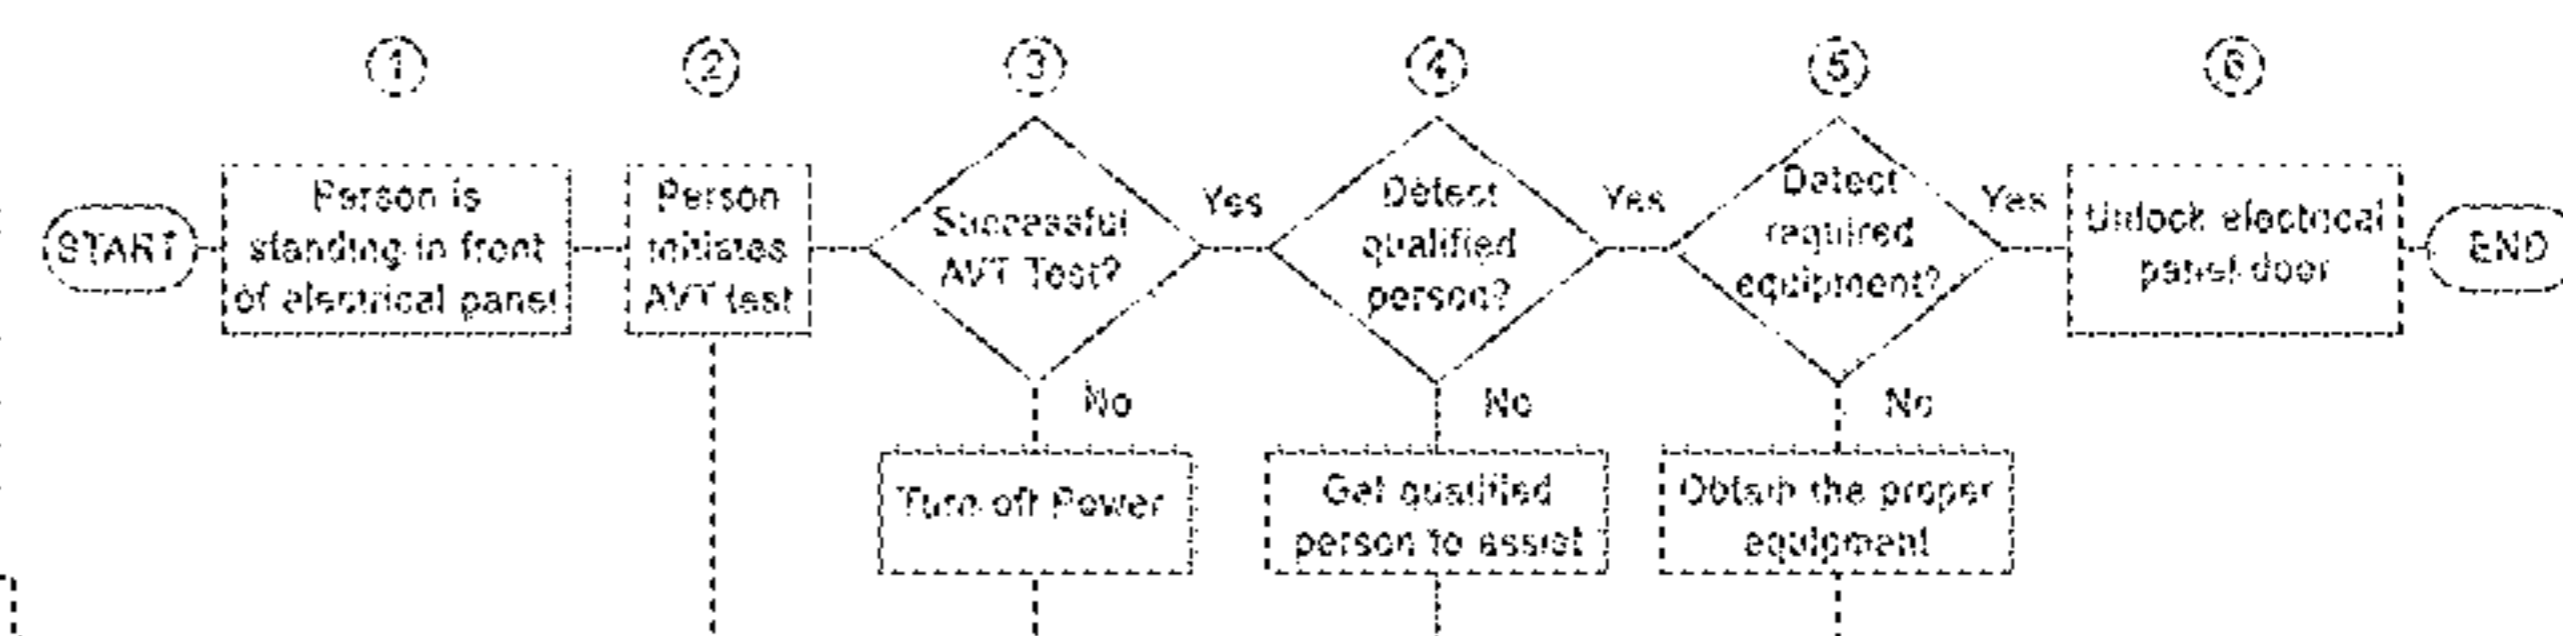 1
2
3
4
5
6
START
Person is
standing in front
of electrical panel
Person
initiates
AVT test
Successful
AVT Test?
Yes
Detect
qualified
person?
Yes
Detect
required
equipment?
Yes
Unlock electrical
panel door
END
No
No
No
Turn off Power
Get qualified
person to assist
Obtain the proper
equipment